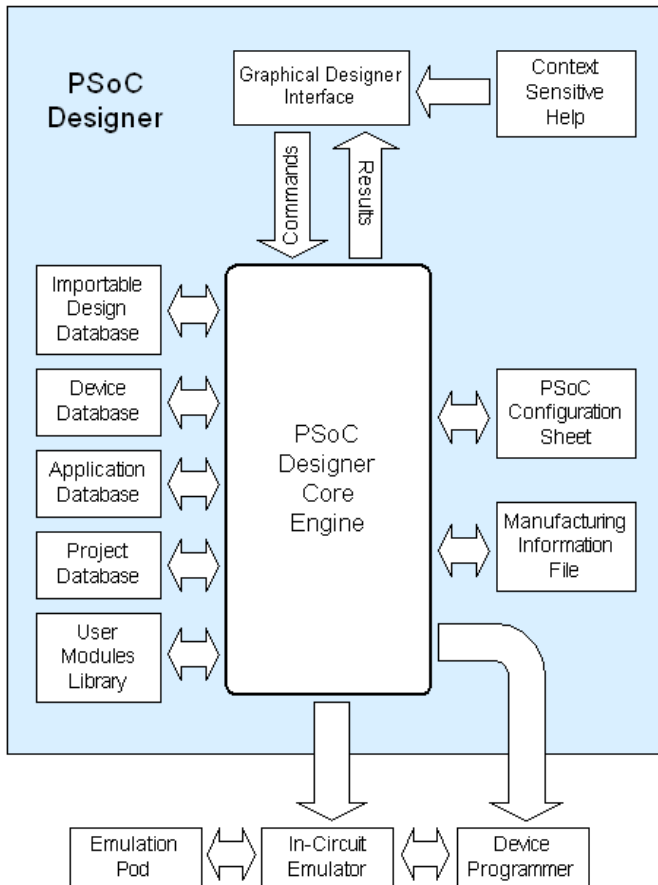 PSoC
Designer
Graphical Designer
Interface
Context
Sensitive
Help
Commands
Results
Importable
Design
Database
Device
Database
Application
Database
Project
Database
User
Modules
Library
PSoC
Designer
Core
Engine
PSoC
Configuration
Sheet
Manufacturing
Information
File
Emulation
Pod
In-Circuit
Emulator
Device
Programmer